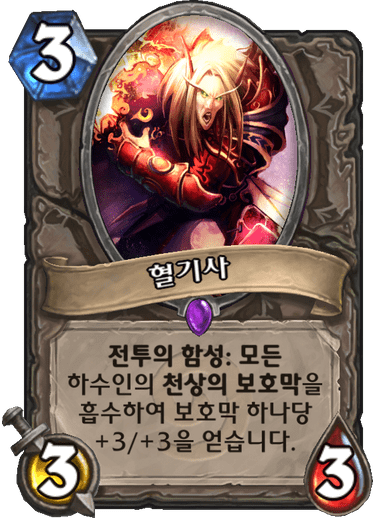 3
혈기사
전투의 함성: 모든
하수인의 천상의 보호막을
흡수하여 보호막 하나당
+3/+3을 얻습니다.
3
3